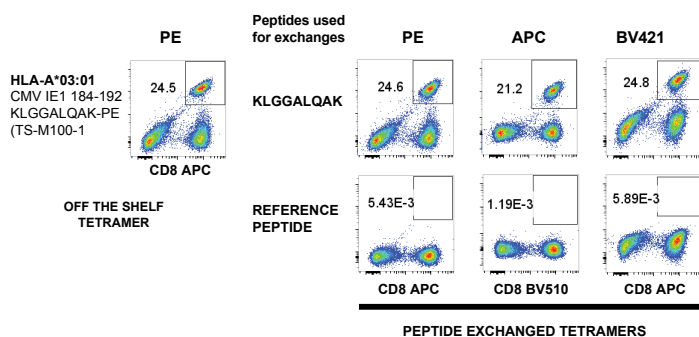 PE
Peptides used
for exchanges
PE
APC
BV421
HLA-A*03:01
CMV IE1 184-192
KLGGALQAK-PE
(TS-M100-1
24.5
CD8 APC
KLGGALQAK
24.6
21.2
24.8
OFF THE SHELF
TETRAMER
REFERENCE
PEPTIDE
5.43E-3
1.19E-3
5.89E-3
CD8 APC
CD8 BV510
CD8 APC
PEPTIDE EXCHANGED TETRAMERS